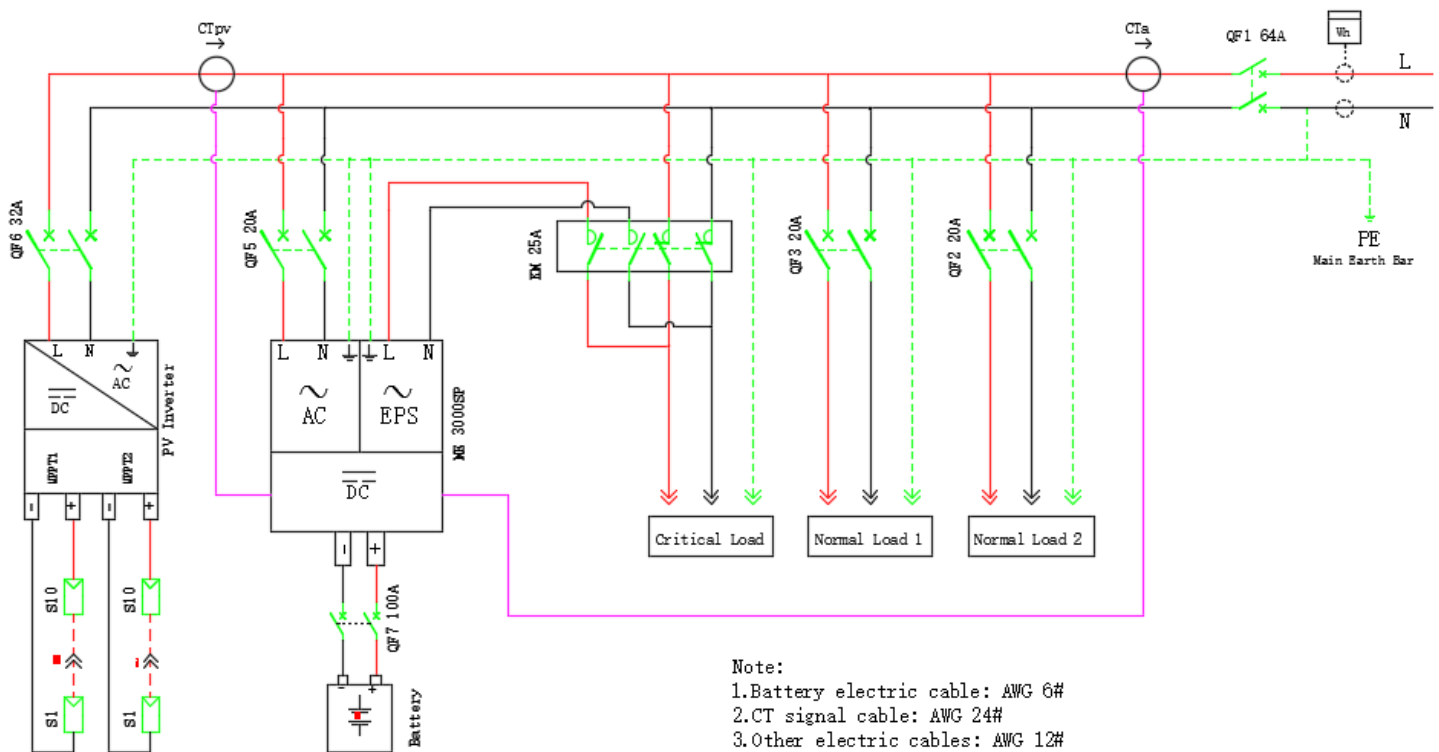 CTpv
CTa
QF1 64A
Wh
L
N
QF6 32A
QF5 20A
KM 25A
QF3 20A
QF2 20A
PE
Main Earth Bar
L N
AC
DC
PV Inverter
MPPT1 MPPT2
- + - +
L N L N
AC EPS
ME 3000SP
DC
- +
Critical Load
Normal Load 1
Normal Load 2
S10 S10
QF7 100A
S1 S1
- +
Battery
Note:
1.Battery electric cable: AWG 6#
2.CT signal cable: AWG 24#
3.Other electric cables: AWG 12#